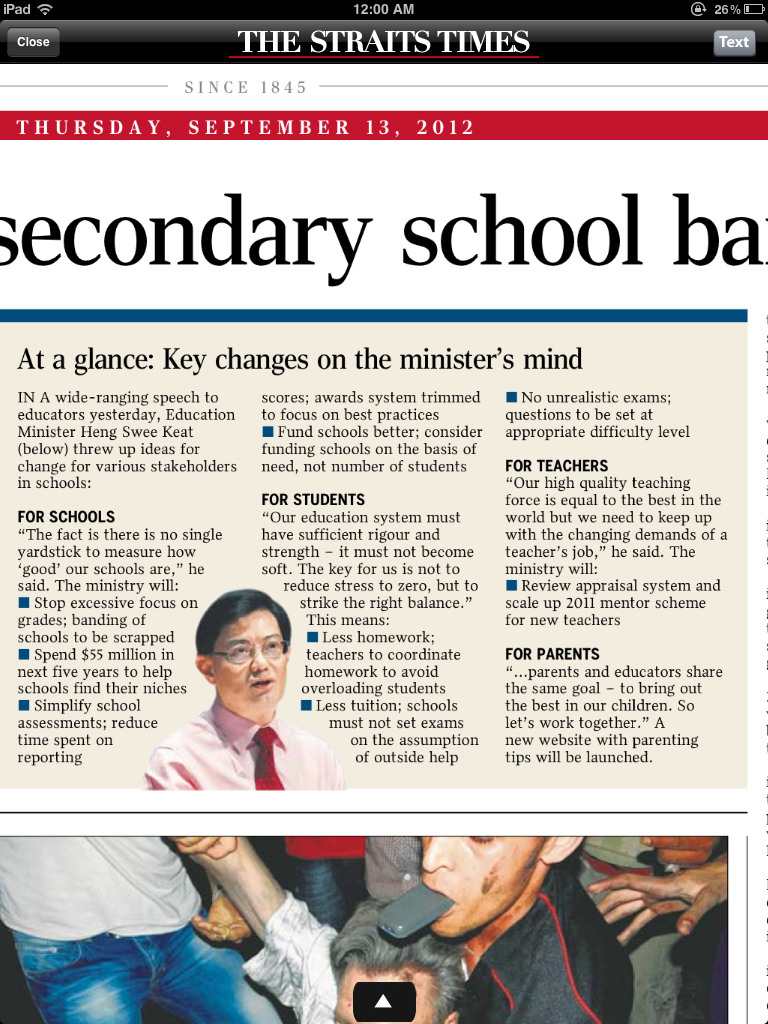 iPad
12:00 AM
26%
Close
THE STRAITS TIMES
Text
SINCE 1845
THURSDAY, SEPTEMBER 13, 2012
secondary school
At a glance: Key changes on the minister's mind
IN A wide-ranging speech to
educators yesterday, Education
Minister Heng Swee Keat
(below) threw up ideas for
change for various stakeholders
in schools:
FOR SCHOOLS
“The fact is there is no single
yardstick to measure how
‘good’ our schools are,” he
said. The ministry will:
■ Stop excessive focus on
grades; banding of
schools to be scrapped
■ Spend $55 million in
next five years to help
schools find their niches
■ Simplify school
assessments; reduce
time spent on
reporting
scores; awards system trimmed
to focus on best practices
■ Fund schools better; consider
funding schools on the basis of
need, not number of students
FOR STUDENTS
“Our education system must
have sufficient rigour and
strength – it must not become
soft. The key for us is not to
reduce stress to zero, but to
strike the right balance.”
This means:
■ Less homework;
teachers to coordinate
homework to avoid
overloading students
■ Less tuition; schools
must not set exams
on the assumption
of outside help
■ No unrealistic exams;
questions to be set at
appropriate difficulty level
FOR TEACHERS
“Our high quality teaching
force is equal to the best in the
world but we need to keep up
with the changing demands of a
teacher’s job,” he said. The
ministry will:
■ Review appraisal system and
scale up 2011 mentor scheme
for new teachers
FOR PARENTS
“...parents and educators share
the same goal – to bring out
the best in our children. So
let’s work together.” A
new website with parenting
tips will be launched.